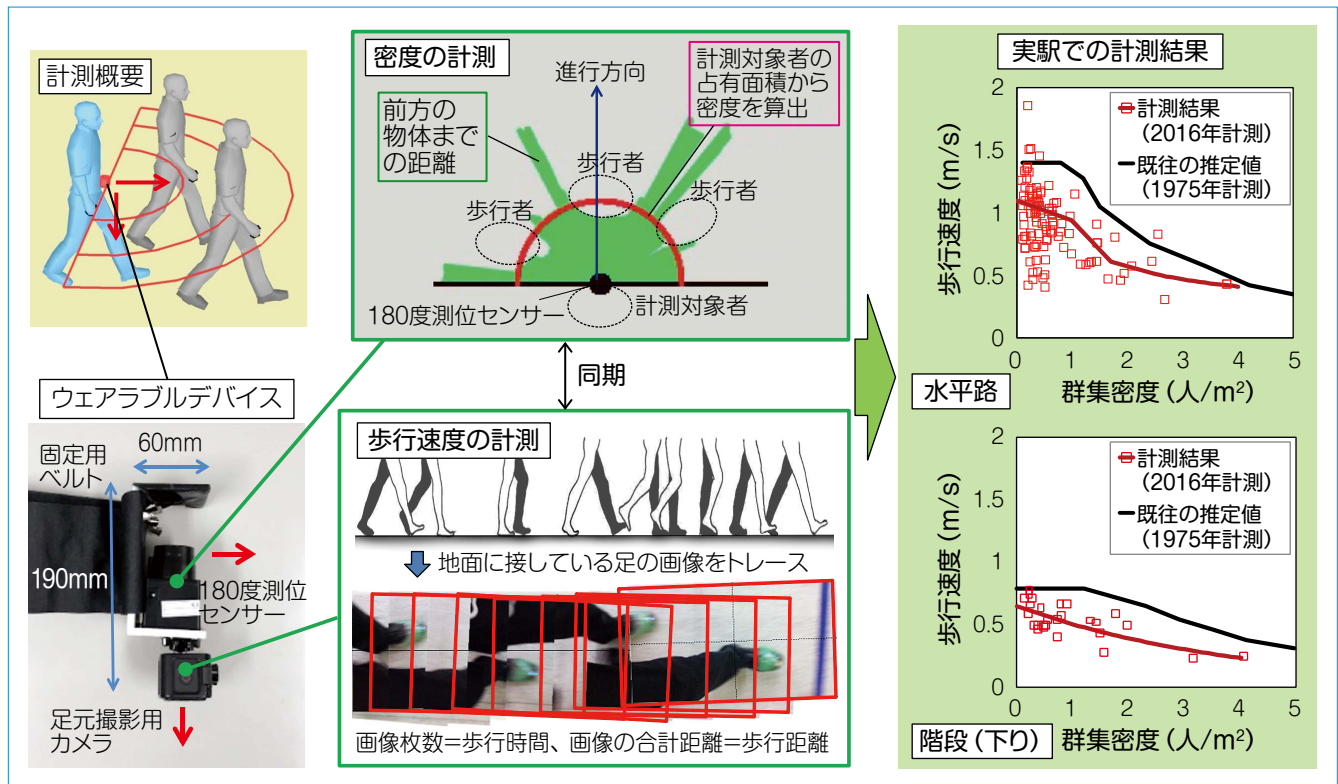 計測概要
ウェアラブルデバイス
固定用
ベルト
60mm
190mm
180度測位
センサー
足元撮影用
カメラ
密度の計測
進行方向
計測対象者の
占有面積から
密度を算出
前方の
物体まで
の距離
歩行者
歩行者
歩行者
180度測位センサー
計測対象者
同期
歩行速度の計測
地面に接している足の画像をトレース
画像枚数=歩行時間、画像の合計距離=歩行距離
実駅での計測結果
2
1.5
1
0.5
0
歩行速度(m/s)
計測結果
(2016年計測)
既往の推定値
(1975年計測)
0 1 2 3 4 5
水平路
群集密度(人/m²)
2
1.5
1
0.5
0
歩行速度(m/s)
計測結果
(2016年計測)
既往の推定値
(1975年計測)
0 1 2 3 4 5
階段(下り)
群集密度(人/m²)